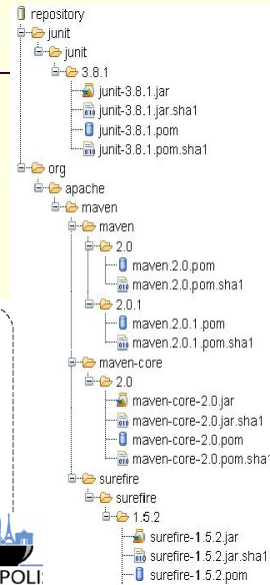 repository
junit
junit
3.8.1
junit-3.8.1.jar
junit-3.8.1.jar.sha1
junit-3.8.1.pom
junit-3.8.1.pom.sha1
org
apache
maven
maven
2.0
maven.2.0.pom
maven.2.0.pom.sha1
2.0.1
maven.2.0.1.pom
maven.2.0.1.pom.sha1
maven-core
2.0
maven-core-2.0.jar
maven-core-2.0.jar.sha1
maven-core-2.0.pom
maven-core-2.0.pom.sha1
surefire
surefire
1.5.2
surefire-1.5.2.jar
surefire-1.5.2.jar.sha1
surefire-1.5.2.pom
POLI